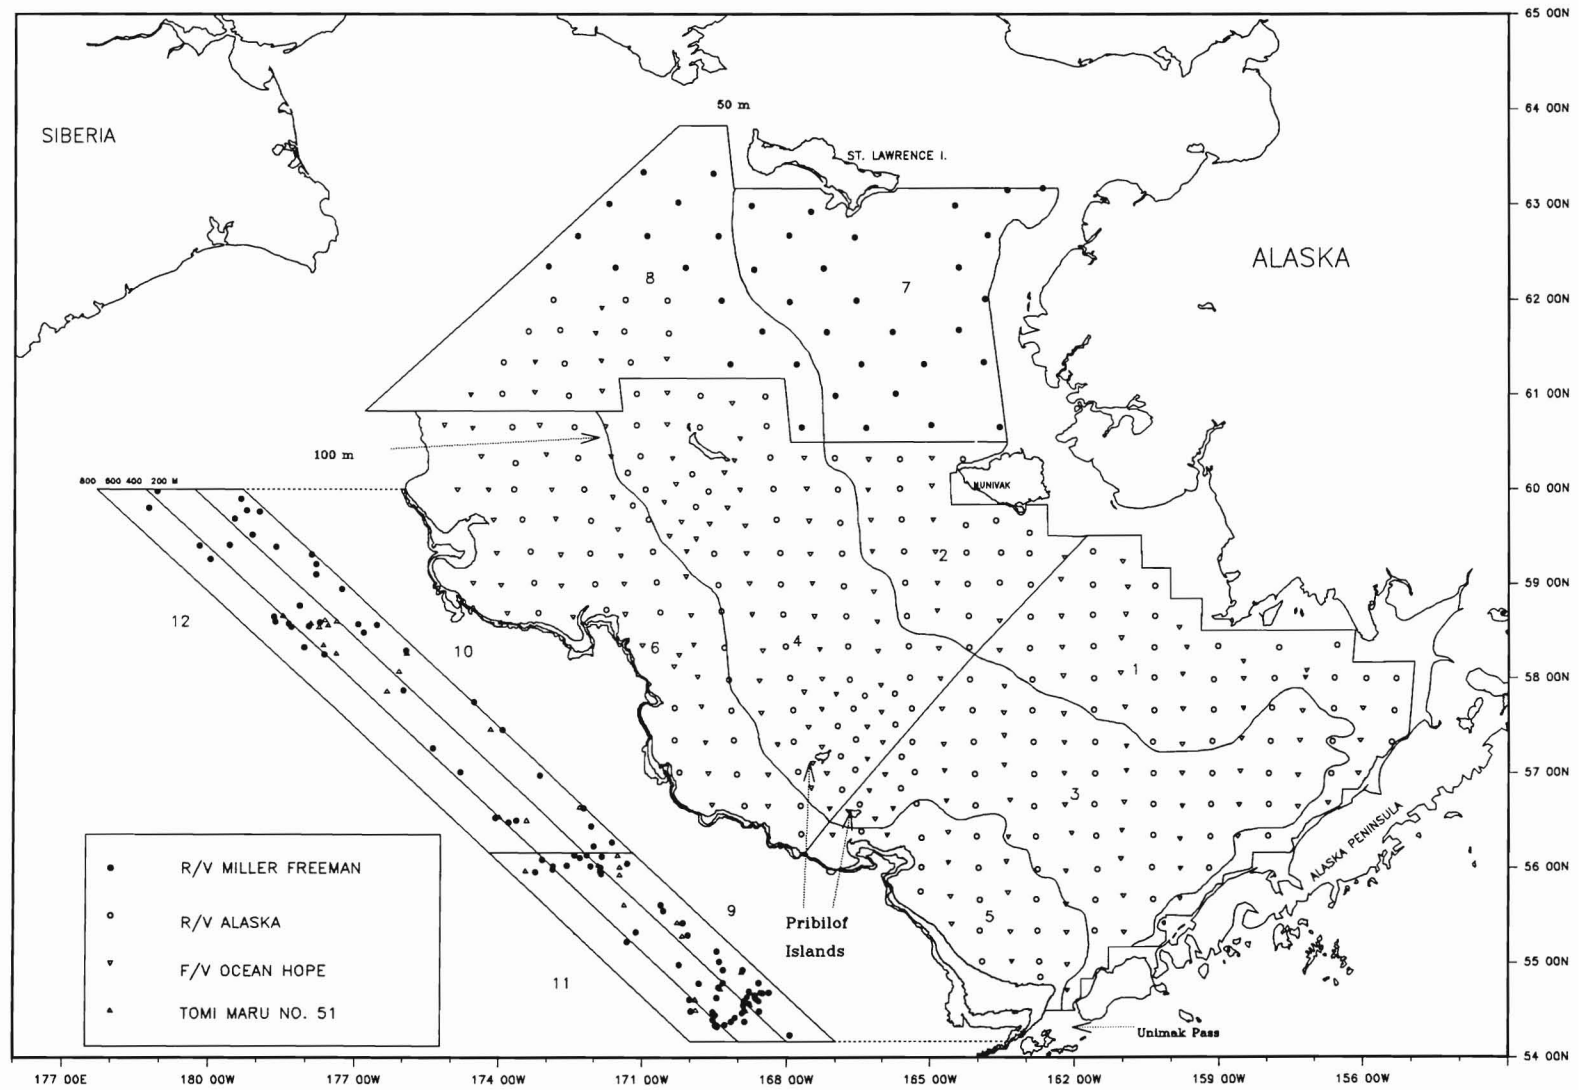 65 00N
50 m
64 00N
SIBERIA
ST. LAWRENCE I.
63 00N
ALASKA
8
7
62 00N
61 00N
100 m
800 600 400 200 M
NUNIVAK
60 00N
2
59 00N
12
10
6
4
1
58 00N
57 00N
3
ALASKA PENINSULA
56 00N
R/V MILLER FREEMAN
9
5
R/V ALASKA
Pribilof
Islands
F/V OCEAN HOPE
11
55 00N
TOMI MARU NO. 51
Unimak Pass
54 00N
177 00E 180 00W 177 00W 174 00W 171 00W 168 00W 165 00W 162 00W 159 00W 156 00W